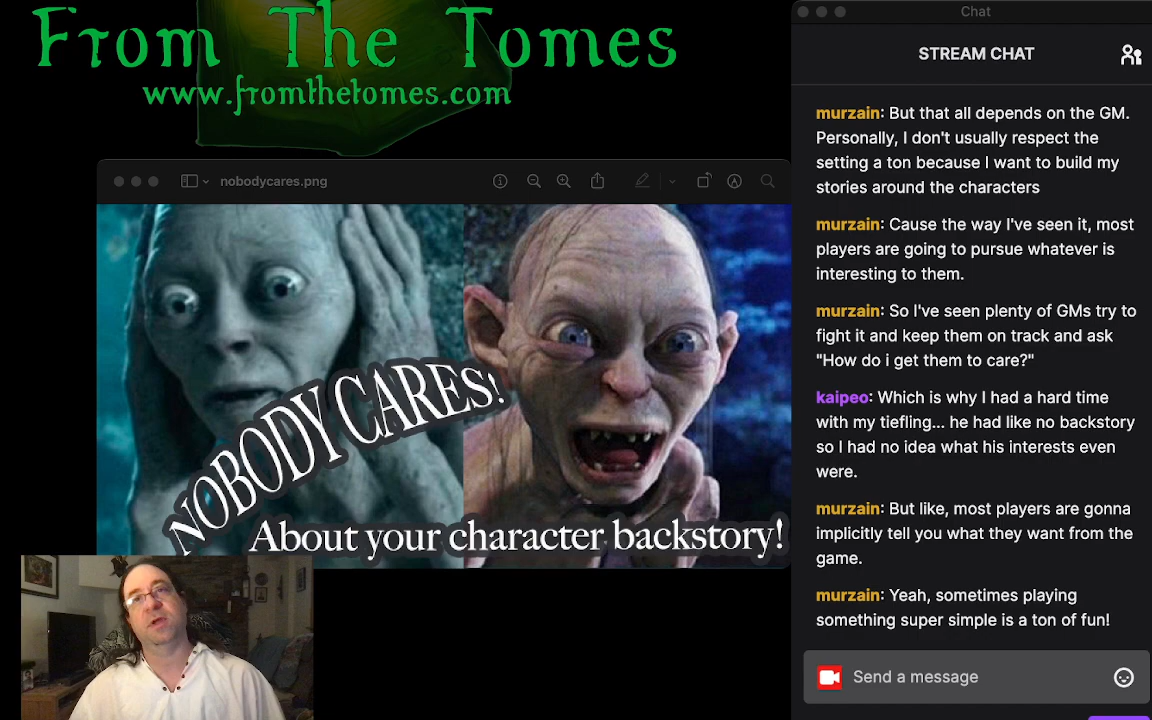 From The Tomes
www.fromthetomes.com
nobodycares.png
NOBODY CARES!
About your character backstory!
Chat
STREAM CHAT
murzain: But that all depends on the GM.
Personally, I don't usually respect the
setting a ton because I want to build my
stories around the characters
murzain: Cause the way I've seen it, most
players are going to pursue whatever is
interesting to them.
murzain: So I've seen plenty of GMs try to
fight it and keep them on track and ask
"How do i get them to care?"
kaipeo: Which is why I had a hard time
with my tiefling... he had like no backstory
so I had no idea what his interests even
were.
murzain: But like, most players are gonna
implicitly tell you what they want from the
game.
murzain: Yeah, sometimes playing
something super simple is a ton of fun!
Send a message